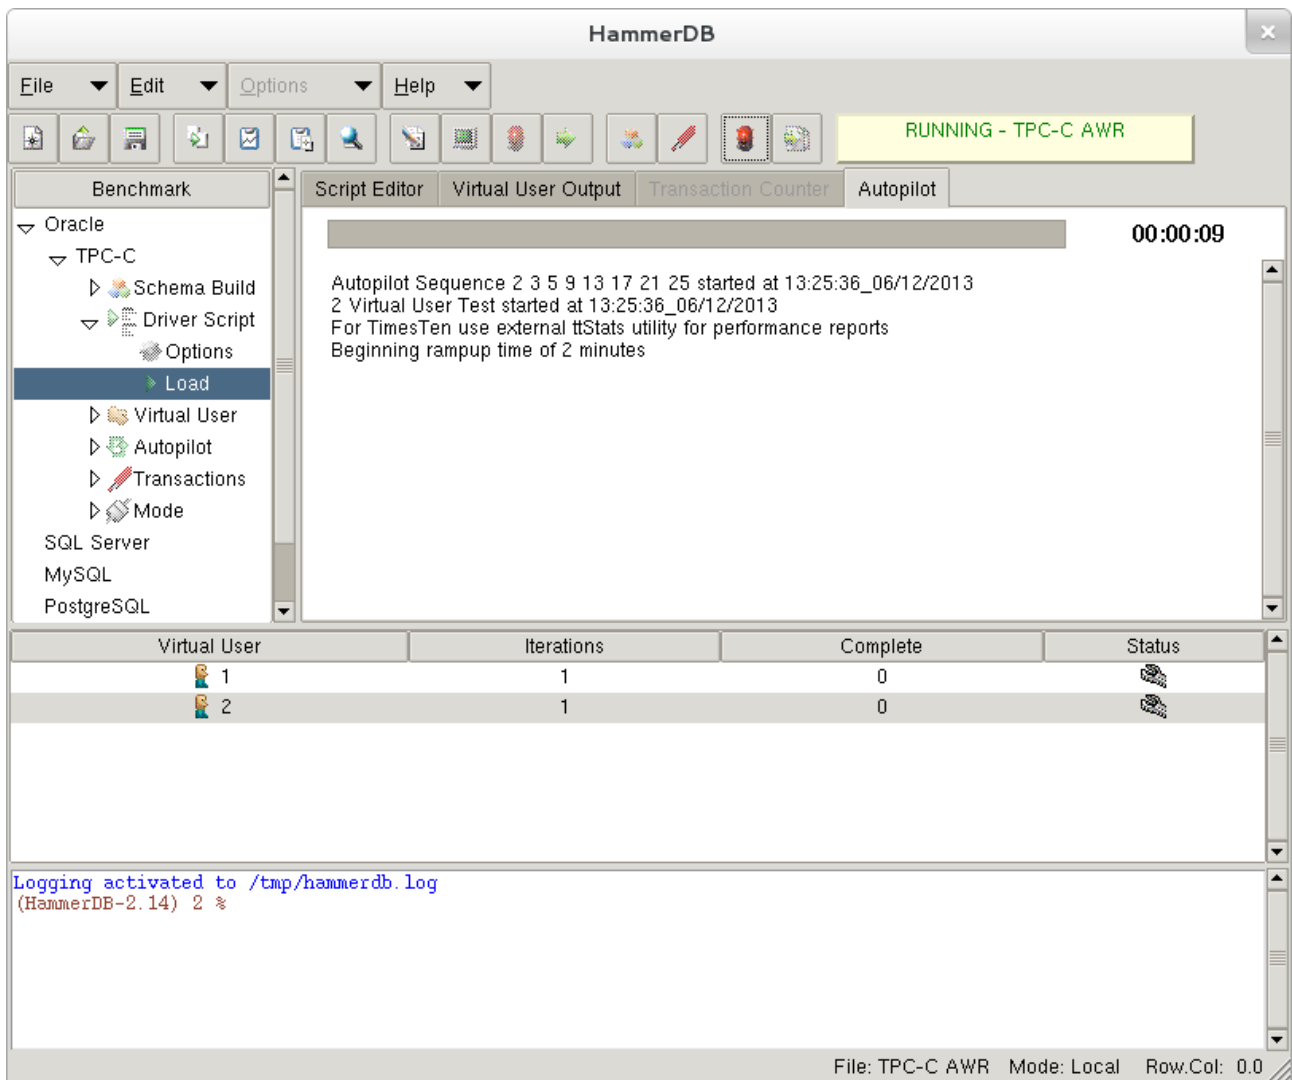 HammerDB
File Edit Options Help
RUNNING - TPC-C AWR
Benchmark
Script Editor Virtual User Output Transaction Counter Autopilot
Oracle
TPC-C
Schema Build
Driver Script
Options
Load
Virtual User
Autopilot
Transactions
Mode
SQL Server
MySQL
PostgreSQL
00:00:09
Autopilot Sequence 2 3 5 9 13 17 21 25 started at 13:25:36_06/12/2013
2 Virtual User Test started at 13:25:36_06/12/2013
For TimesTen use external ttStats utility for performance reports
Beginning rampup time of 2 minutes
Virtual User Iterations Complete Status
1 1 0
2 1 0
Logging activated to /tmp/hammerdb.log
(HammerDB-2.14) 2 %
File: TPC-C AWR Mode: Local Row.Col: 0.0